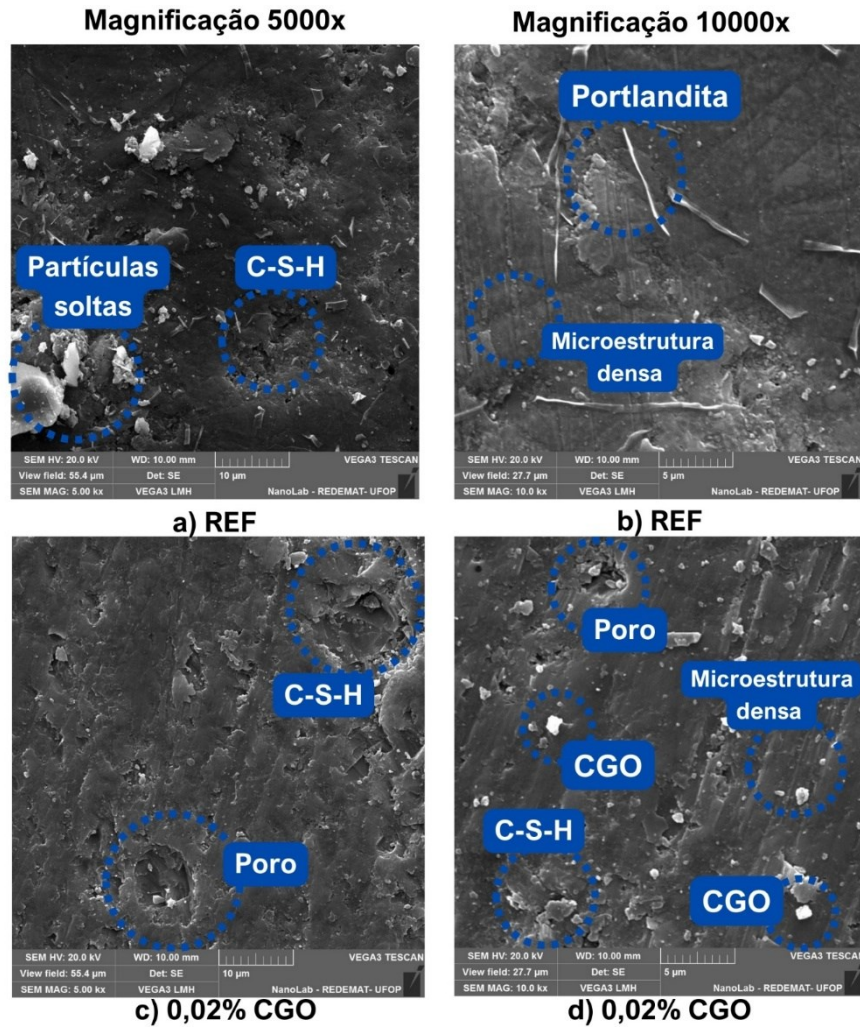 Magnificação 5000x
Magnificação 10000x
Partículas
soltas
C-S-H
SEM HV: 20.0 kV
WD: 10.00 mm
VEGA3 TESCAN
View field: 55.4 µm
Det: SE
10 µm
SEM MAG: 5.00 kx
VEGA3 LMH
NanoLab - REDEMAT- UFOP
a) REF
Portlandita
Microestrutura
densa
SEM HV: 20.0 kV
WD: 10.00 mm
VEGA3 TESCAN
View field: 27.7 µm
Det: SE
5 µm
SEM MAG: 10.0 kx
VEGA3 LMH
NanoLab - REDEMAT- UFOP
b) REF
C-S-H
Poro
SEM HV: 20.0 kV
WD: 10.00 mm
VEGA3 TESCAN
View field: 55.4 µm
Det: SE
10 µm
SEM MAG: 5.00 kx
VEGA3 LMH
NanoLab - REDEMAT- UFOP
c) 0,02% CGO
Poro
Microestrutura
densa
CGO
C-S-H
CGO
SEM HV: 20.0 kV
WD: 10.00 mm
VEGA3 TESCAN
View field: 27.7 µm
Det: SE
5 µm
SEM MAG: 10.0 kx
VEGA3 LMH
NanoLab - REDEMAT- UFOP
d) 0,02% CGO